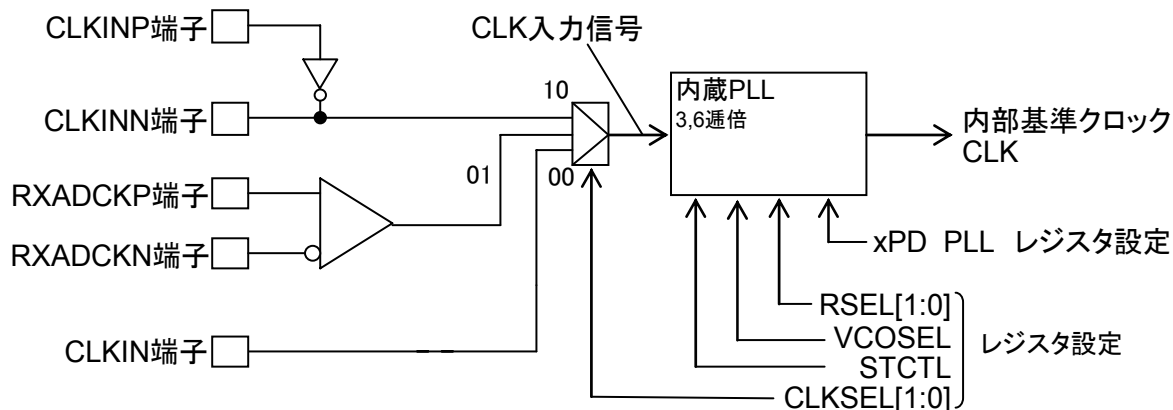 CLKINP端子
CLK入力信号
内蔵PLL
3,6逓倍
10
CLKINN端子
内部基準クロック
CLK
01
00
RXADCKP端子
RXADCKN端子
xPD PLL レジスタ設定
RSEL[1:0]
VCOSEL
レジスタ設定
CLKIN端子
STCTL
CLKSEL[1:0]